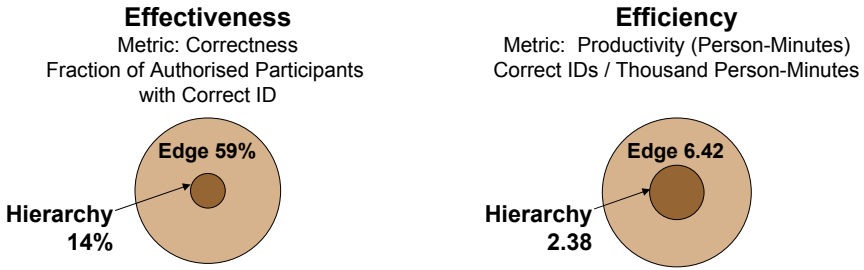 Effectiveness
Metric: Correctness
Fraction of Authorised Participants
with Correct ID
Edge 59%
Hierarchy
14%
Efficiency
Metric: Productivity (Person-Minutes)
Correct IDs / Thousand Person-Minutes
Edge 6.42
Hierarchy
2.38